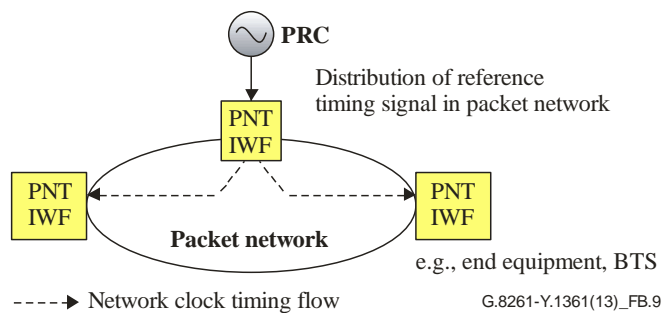 PRC
Distribution of reference
timing signal in packet network
PNT
IWF
PNT
IWF
PNT
IWF
Packet network
e.g., end equipment, BTS
Network clock timing flow
G.8261-Y.1361(13)_FB.9